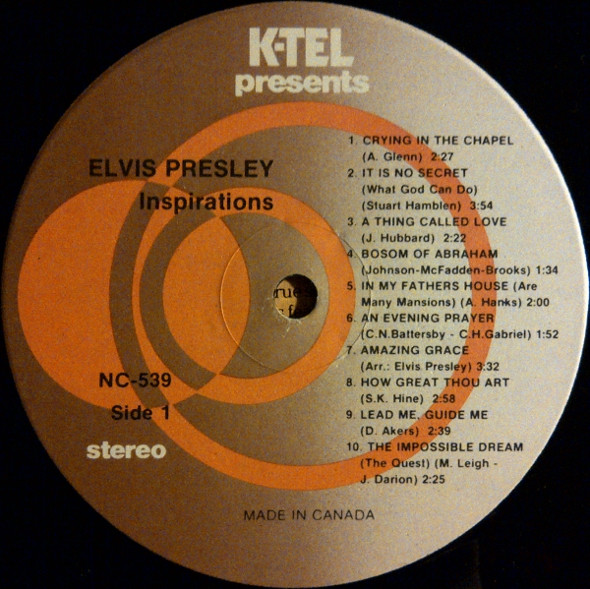 K-TEL
presents
ELVIS PRESLEY
Inspirations
1. CRYING IN THE CHAPEL
(A. Glenn) 2:27
2. IT IS NO SECRET
(What God Can Do)
(Stuart Hamblen) 3:54
3. A THING CALLED LOVE
(J. Hubbard) 2:22
4. BOSOM OF ABRAHAM
(Johnson-McFadden-Brooks) 1:34
5. IN MY FATHERS HOUSE (Are
Many Mansions) (A. Hanks) 2:00
6. AN EVENING PRAYER
(C.N.Battersby - C.H.Gabriel) 1:52
7. AMAZING GRACE
(Arr.: Elvis Presley) 3:32
8. HOW GREAT THOU ART
(S.K. Hine) 2:58
9. LEAD ME, GUIDE ME
(D. Akers) 2:39
10. THE IMPOSSIBLE DREAM
(The Quest) (M. Leigh -
J. Darion) 2:25
NC-539
Side 1
stereo
MADE IN CANADA